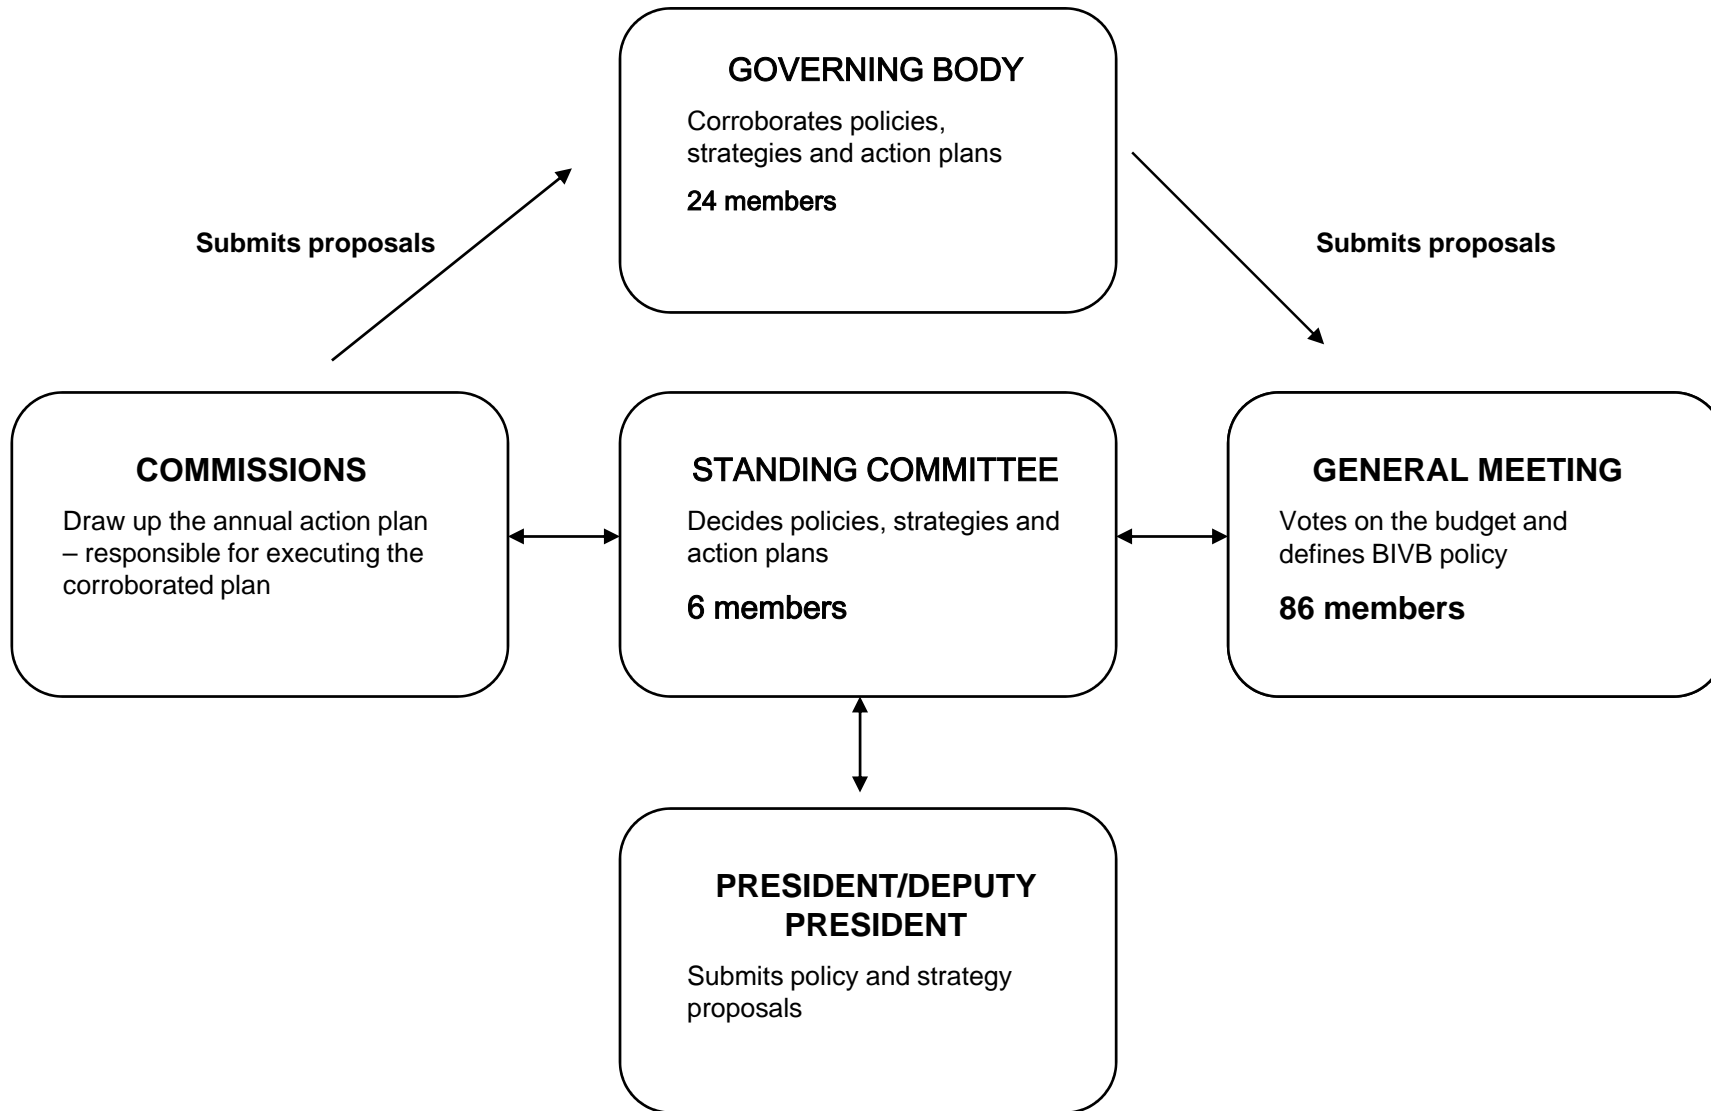 GOVERNING BODY
Corroborates policies,
strategies and action plans
24 members
Submits proposals
Submits proposals
COMMISSIONS
Draw up the annual action plan
– responsible for executing the
corroborated plan
STANDING COMMITTEE
Decides policies, strategies and
action plans
6 members
GENERAL MEETING
Votes on the budget and
defines BIVB policy
86 members
PRESIDENT/DEPUTY
PRESIDENT
Submits policy and strategy
proposals